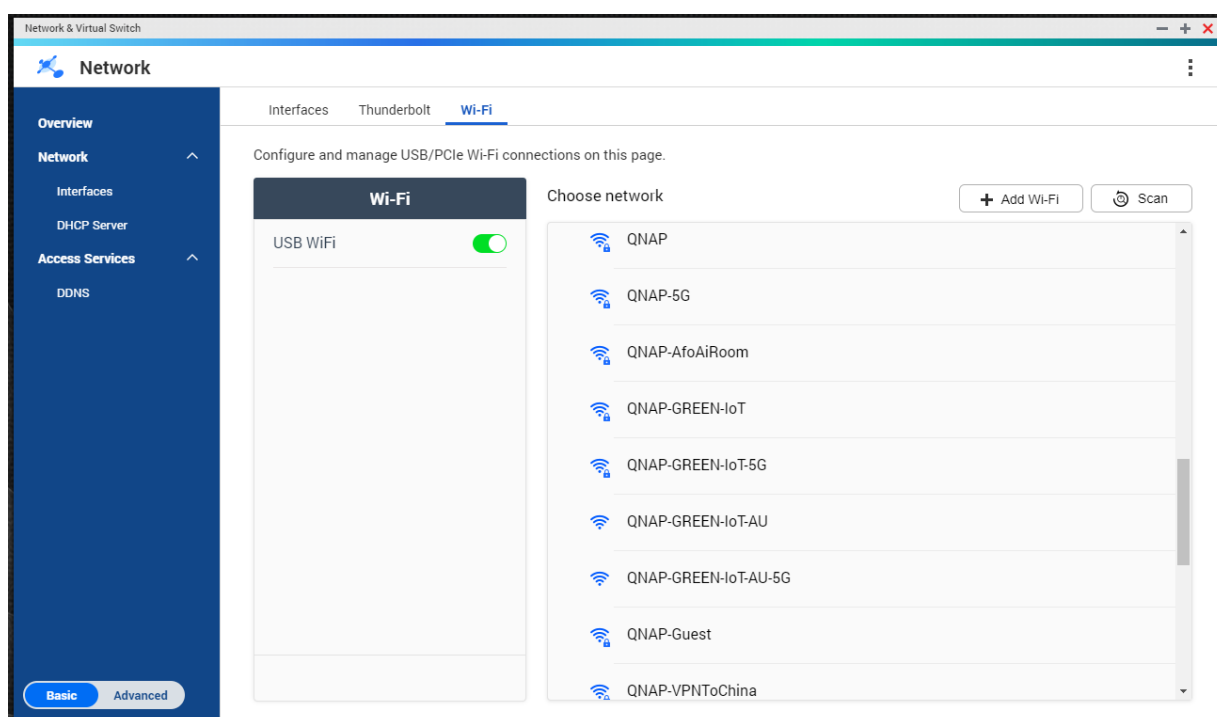 Network & Virtual Switch
Network
Overview
Network
Interfaces
DHCP Server
Access Services
DDNS
Basic Advanced
Interfaces Thunderbolt Wi-Fi
Configure and manage USB/PCIe Wi-Fi connections on this page.
Wi-Fi
USB WiFi
Choose network
+ Add Wi-Fi Scan
QNAP
QNAP-5G
QNAP-AfoAiRoom
QNAP-GREEN-IoT
QNAP-GREEN-IoT-5G
QNAP-GREEN-IoT-AU
QNAP-GREEN-IoT-AU-5G
QNAP-Guest
QNAP-VPNToChina